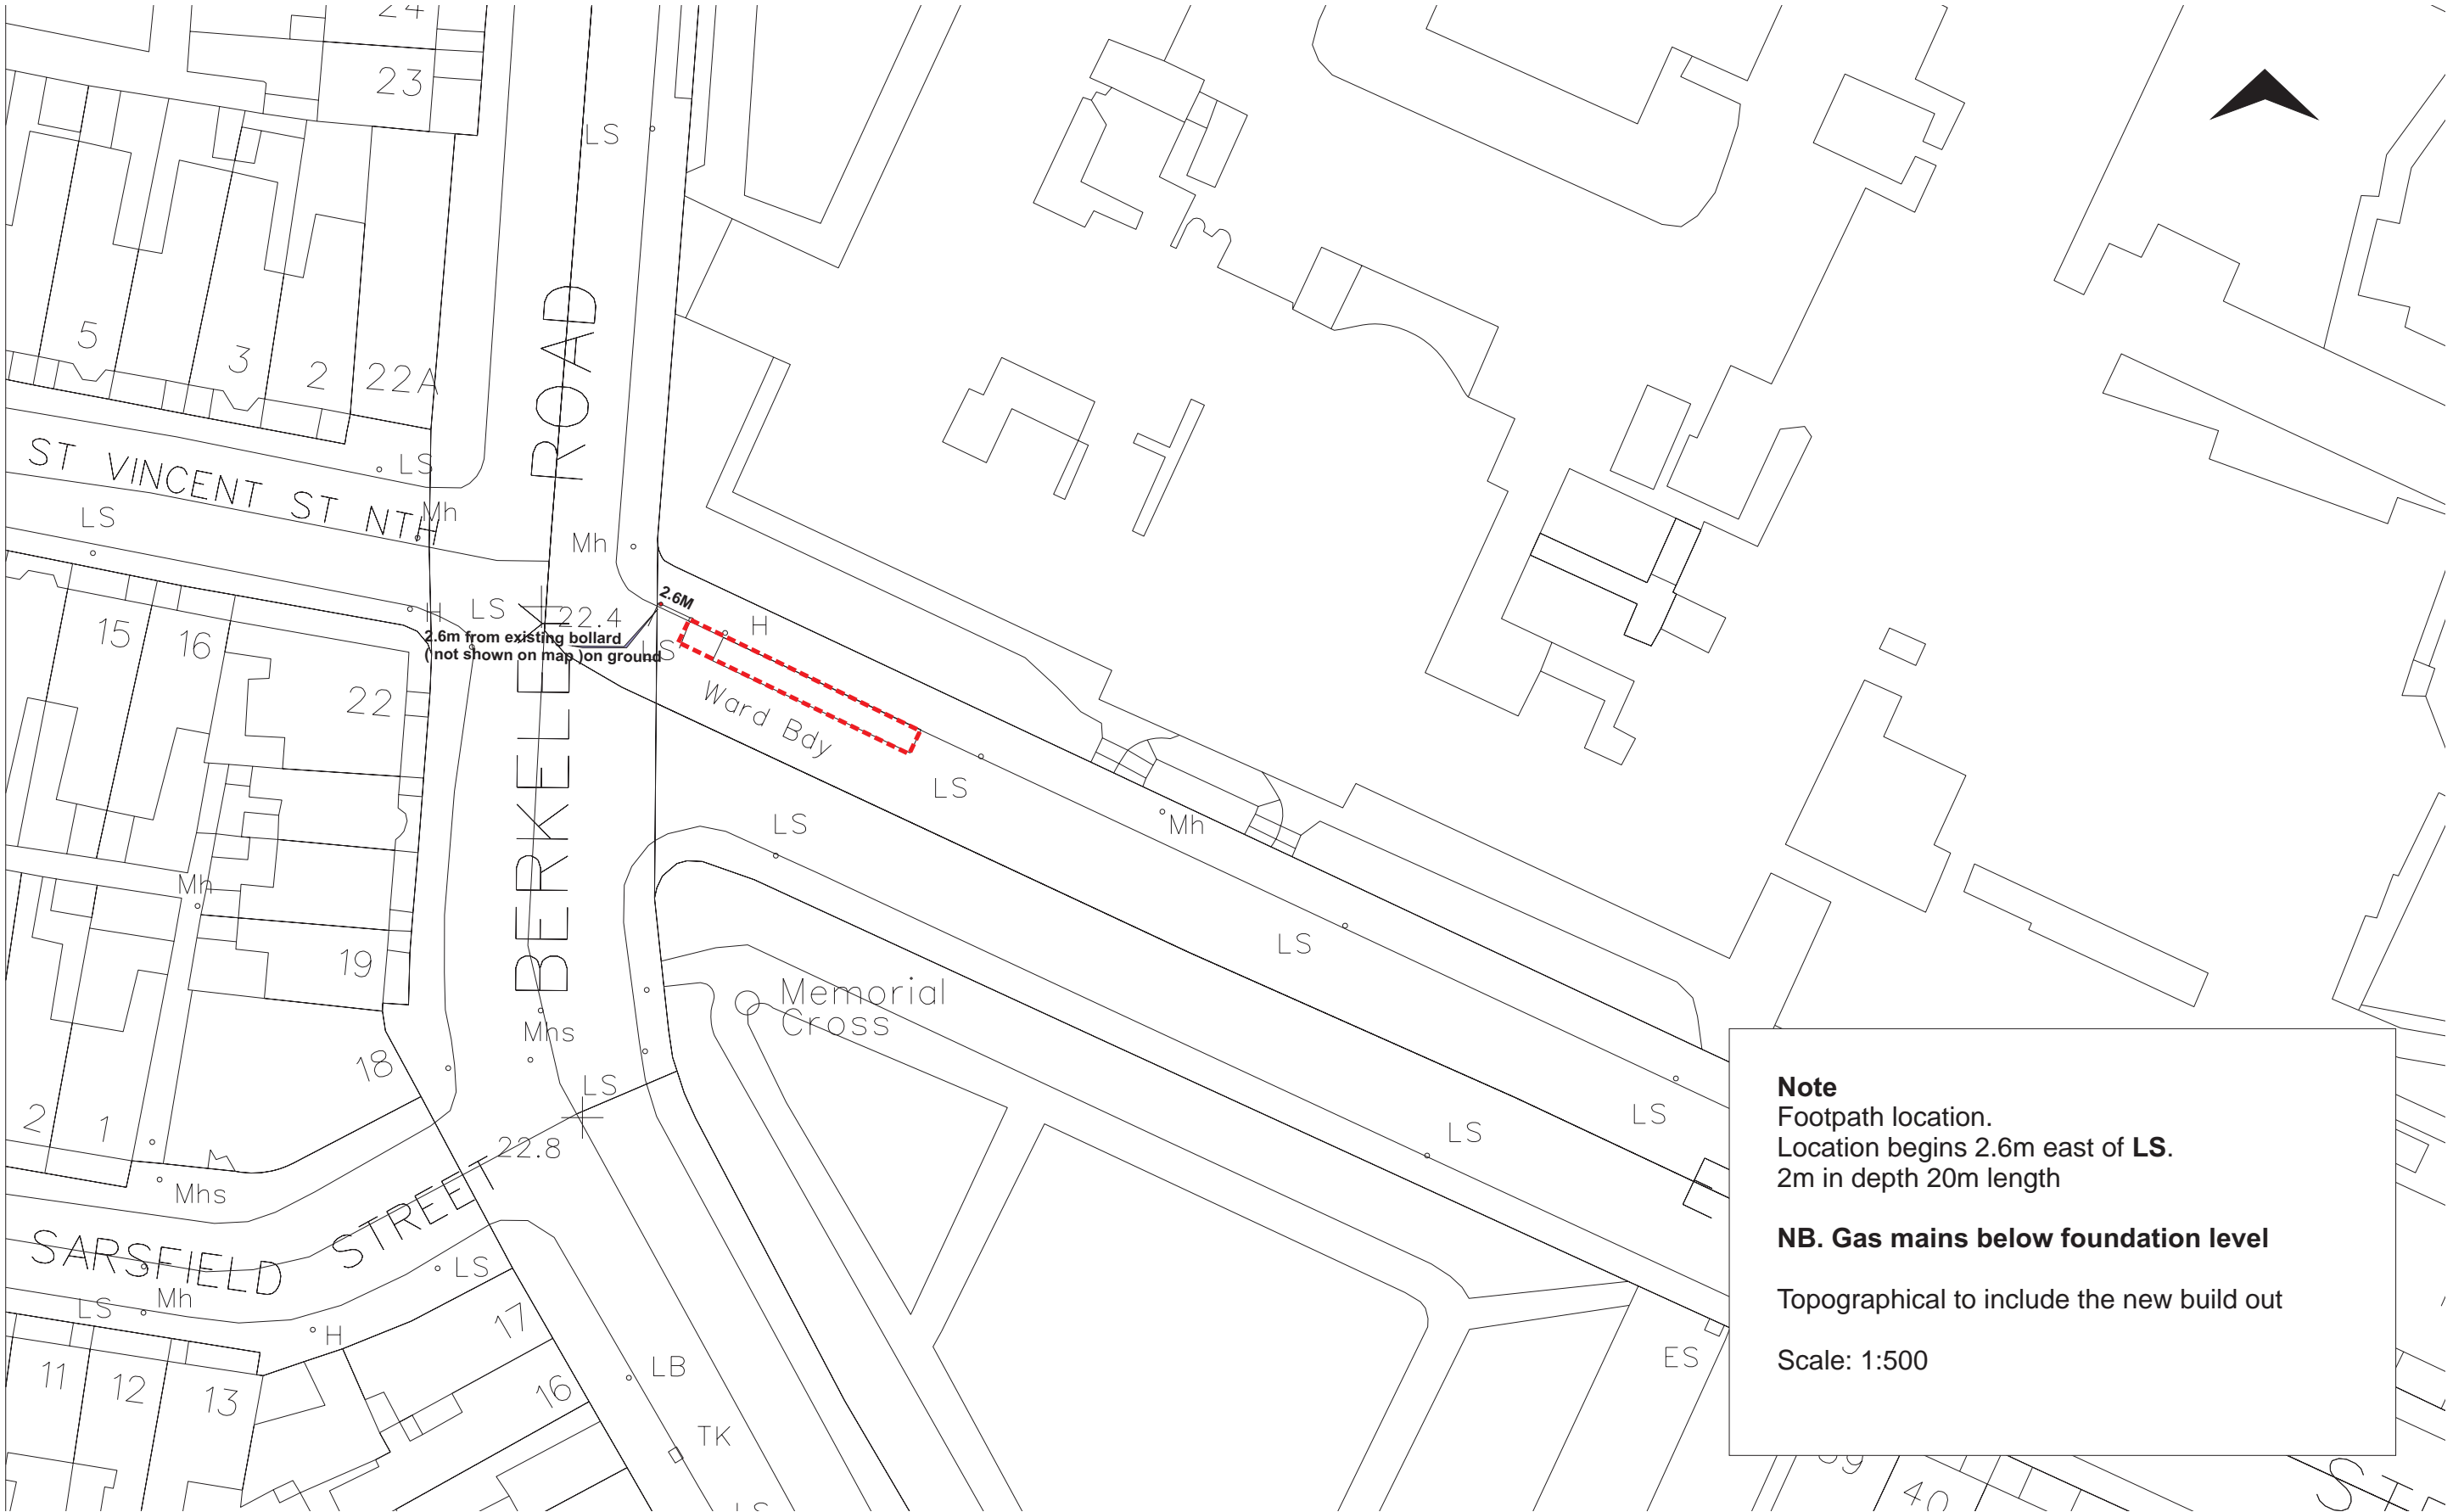 24
23
LS
5
3
2
22A
ROAD
ST VINCENT ST NTH
LS
Mh
LS
Mh
2.6M
H
LS
22.4
H
2.6m from existing bollard
( not shown on map )on ground
LS
15
16
22
BERKELEY
Ward Bdy
LS
LS
Mh
Mh
LS
19
Memorial
Cross
Mhs
18
LS
LS
LS
2
1
22.8
Mhs
SARSFIELD STREET
LS
LS
Mh
H
17
11
12
13
16
LB
TK
ES
LS
40
Note
Footpath location.
Location begins 2.6m east of LS.
2m in depth 20m length
NB. Gas mains below foundation level
Topographical to include the new build out
Scale: 1:500